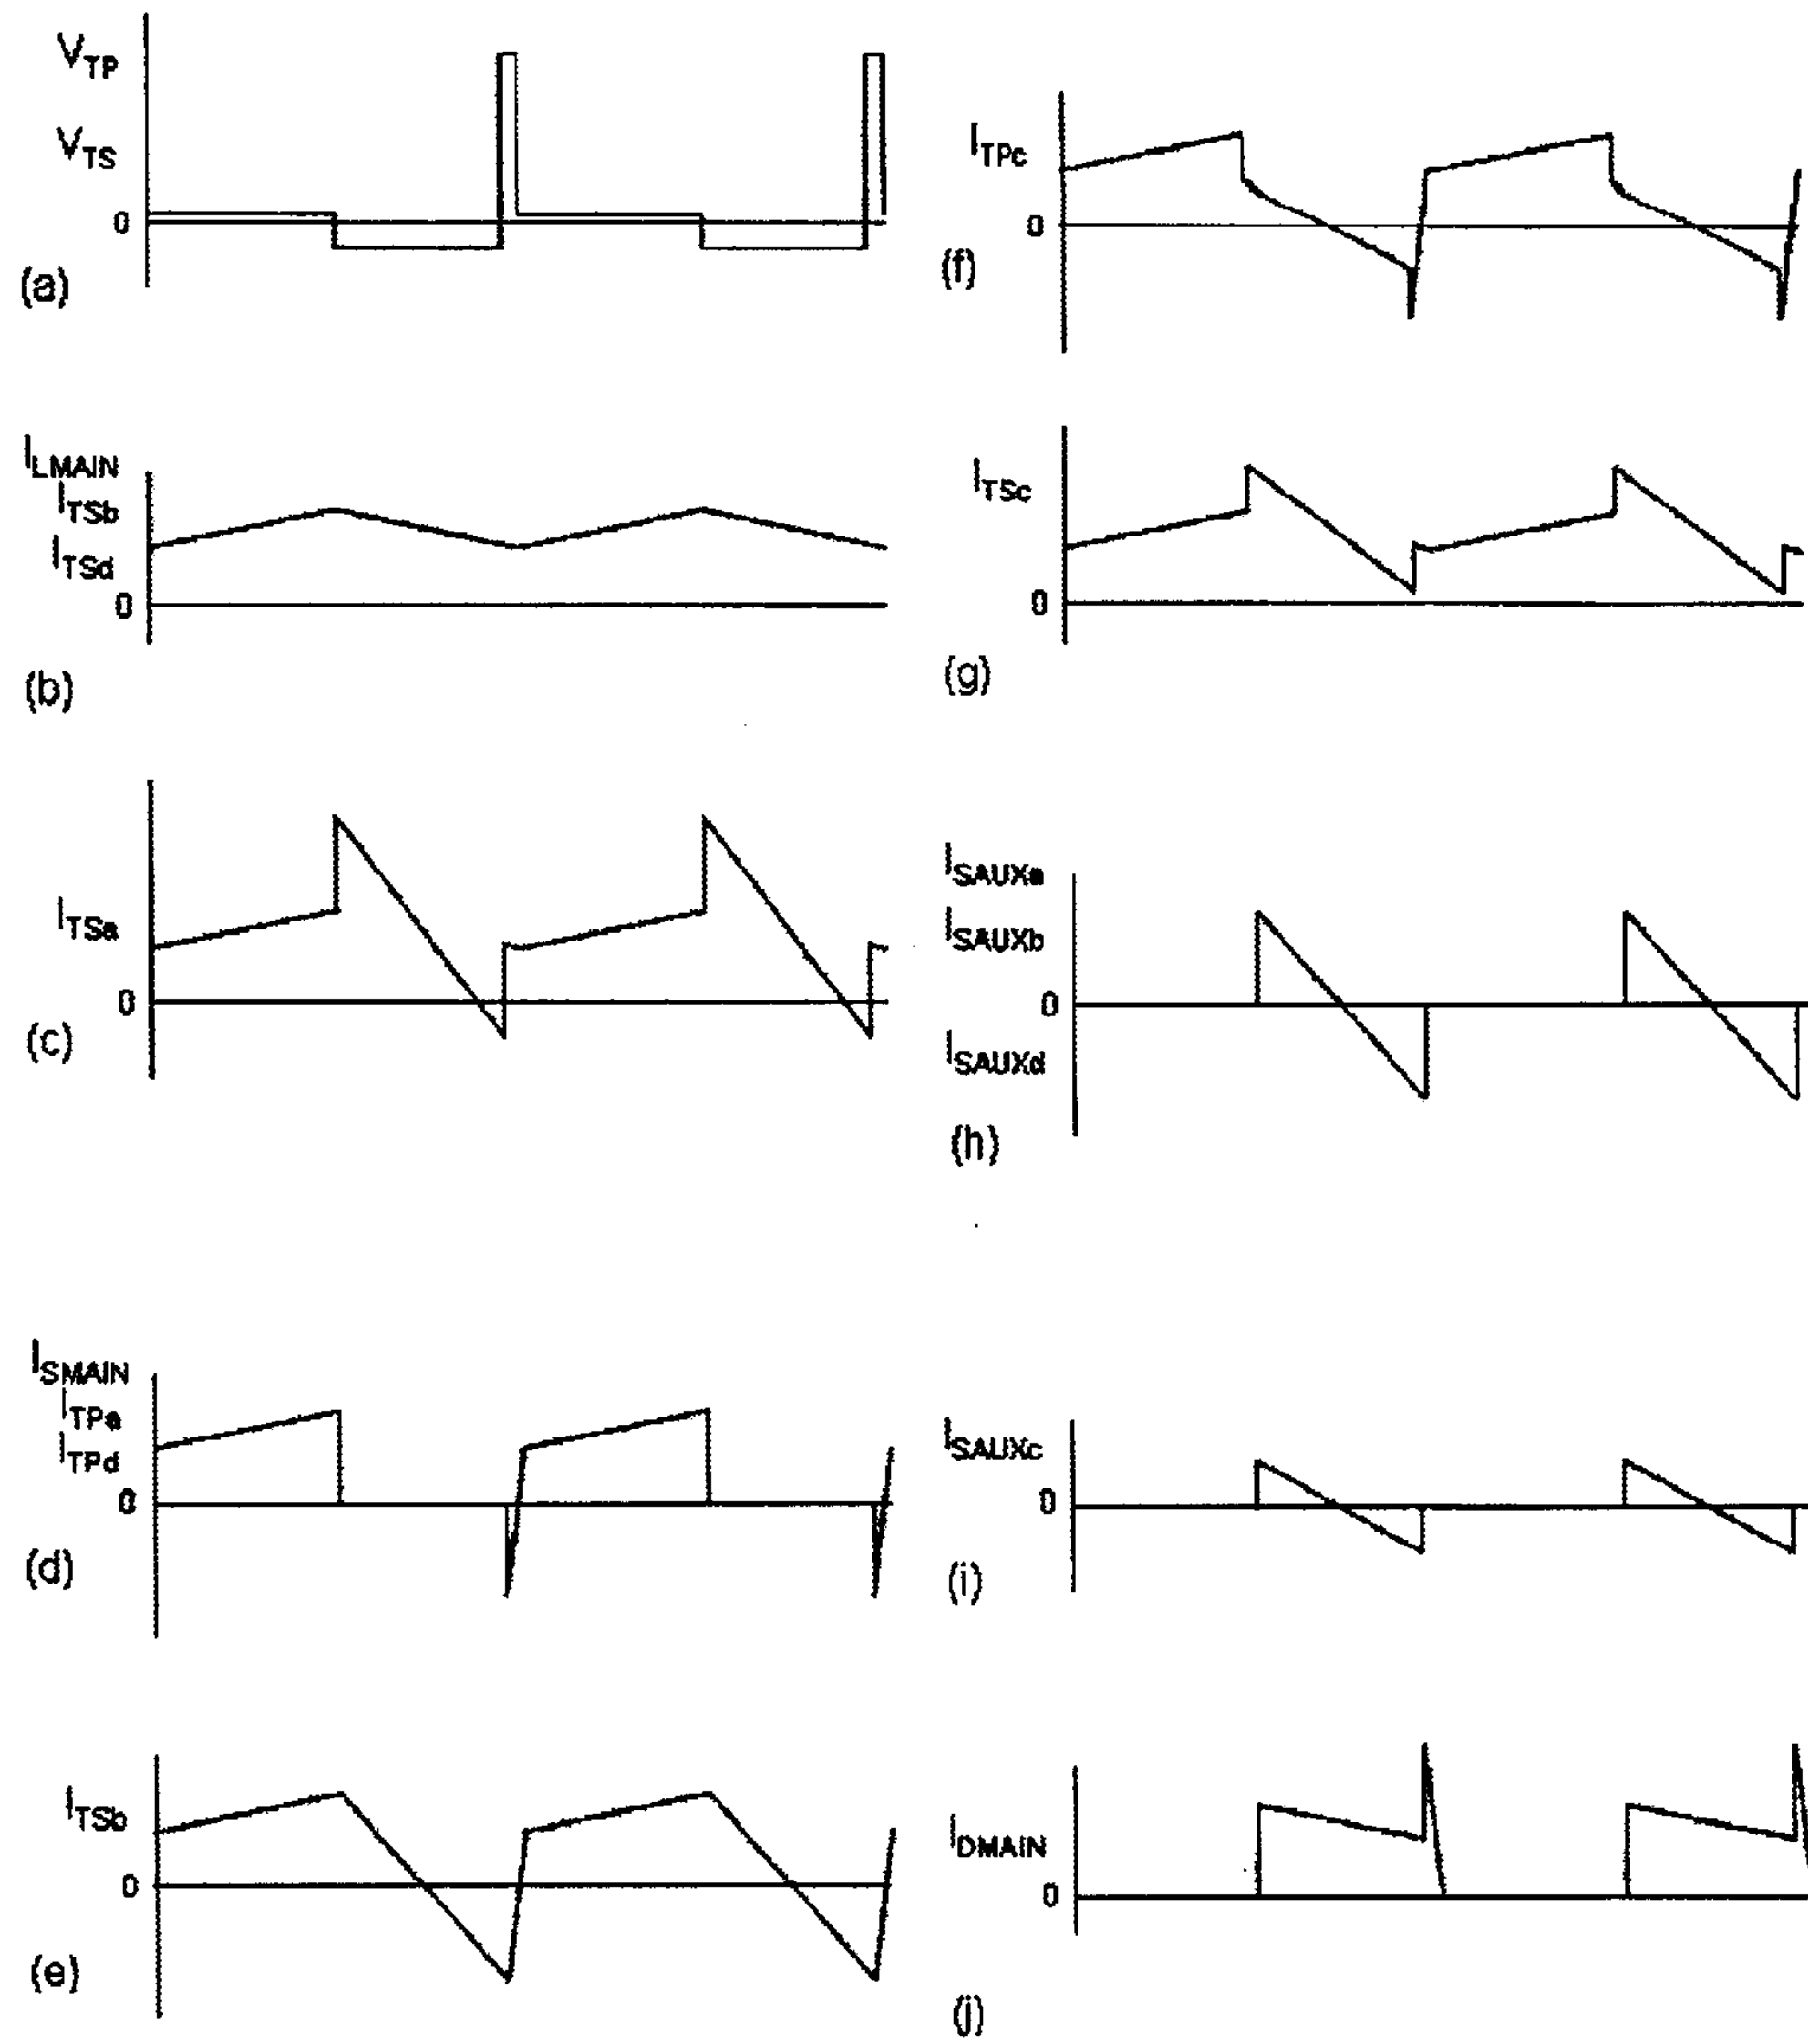 V_TP
V_TS
0
(a)
I_LMAIN
I_TSb
I_TSd
0
(b)
I_TSa
0
(c)
I_SMAIN
I_TPa
I_TPd
0
(d)
I_TSb
0
(e)
I_TPc
0
(f)
I_TSc
0
(g)
I_SAUXa
I_SAUXb
0
I_SAUXd
(h)
I_SAUXc
0
(i)
I_DMAIN
0
(j)